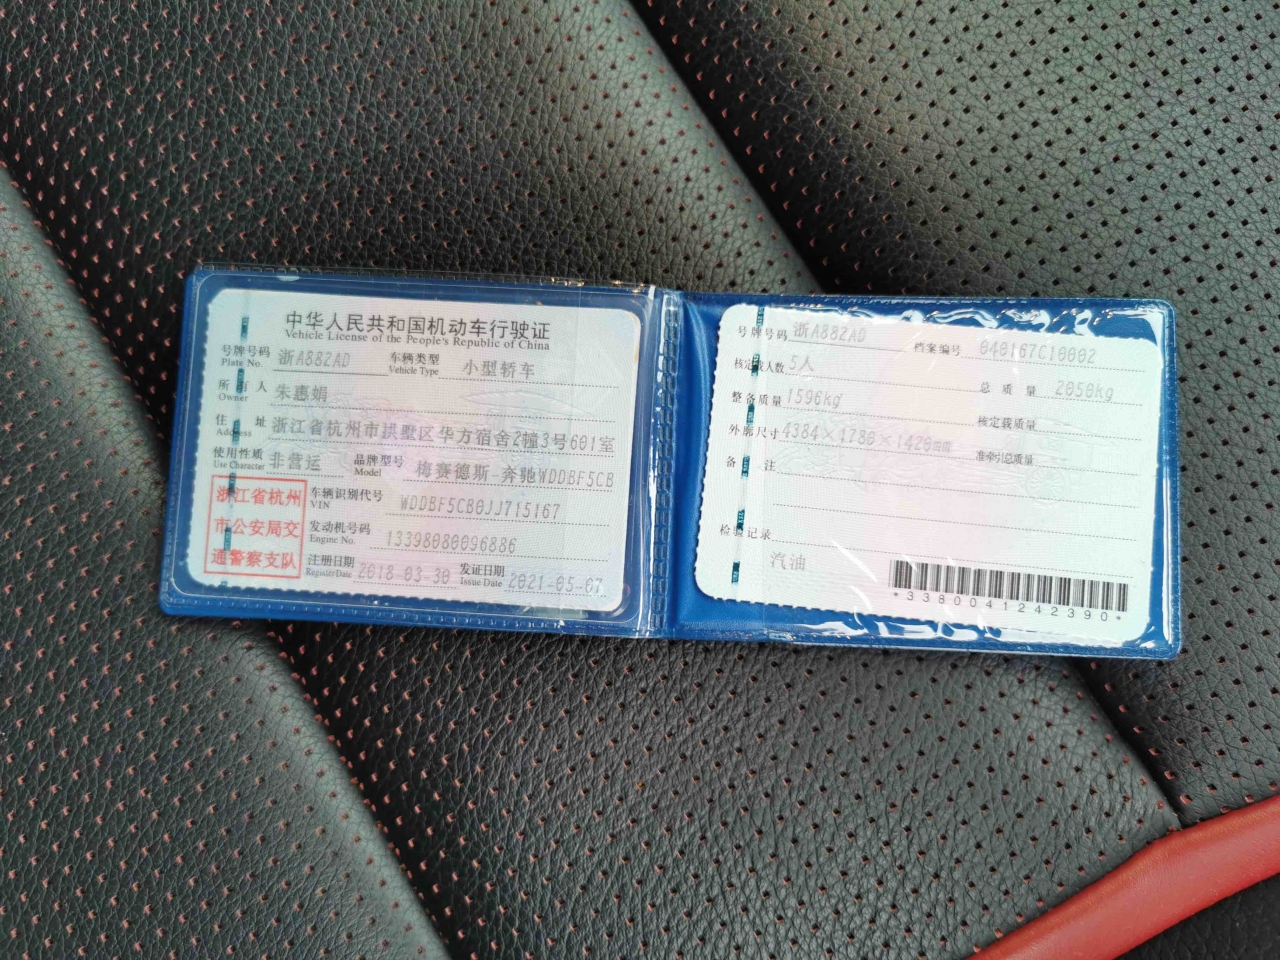 中华人民共和国机动车行驶证
Vehicle License of the People's Republic of China
号牌号码 Plate No. 浙A882AD 车辆类型 Vehicle Type 小型轿车
所有人 Owner 朱惠娟
住址 Address 浙江省杭州市拱墅区华方宿舍2幢3号601室
使用性质 Use Character 非营运 品牌型号 Model 梅赛德斯-奔驰WDDBF5CB
浙江省杭州
市公安局交
通警察支队
车辆识别代号 VIN WDDBF5CB0JJ715167
发动机号码 Engine No. 13398080096886
注册日期 Register Date 2018-03-30 发证日期 Issue Date 2021-05-07
号牌号码 浙A882AD 档案编号 040167C10002
核定载人数 5人 总质量 2050kg
整备质量 1596kg 核定载质量
外廓尺寸 4384×1780×1420mm 准牵引总质量
备注
检验记录
汽油
*3380041242390*